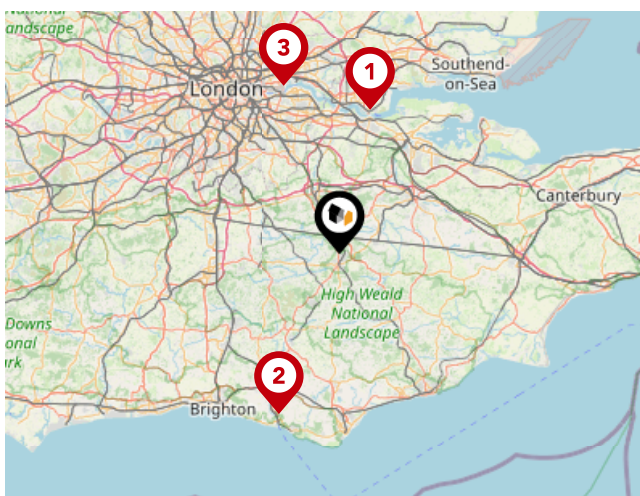 National
Landscape
3
1
London
Southend-
on-Sea
Canterbury
High Weald
National
Landscape
Downs
onal
rk
2
Brighton